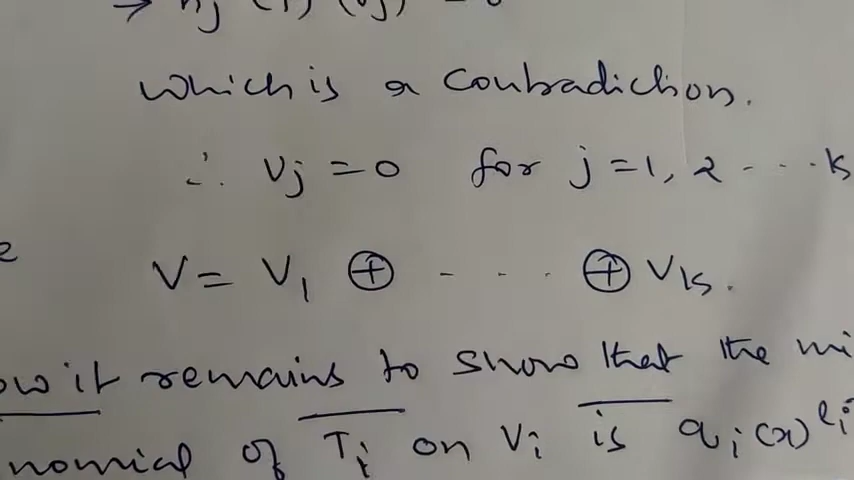 which is a contradiction.
∴ vj = 0 for j = 1, 2 - - - k
V = V1 ⊕ - - - ⊕ Vk.
it remains to show that the
of Ti on Vi is qi(x)^li